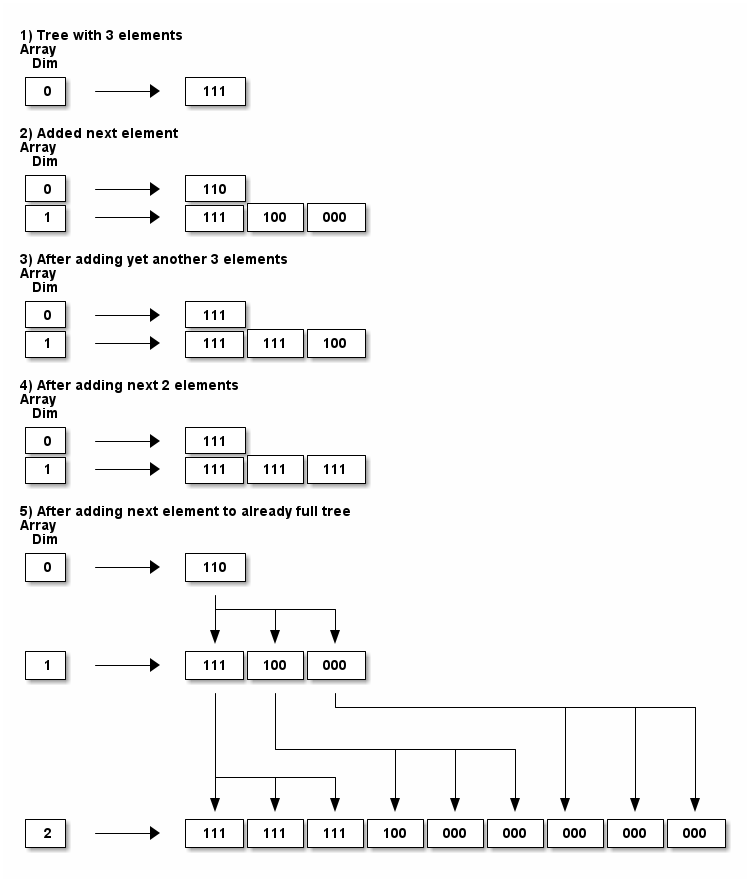 1) Tree with 3 elements
Array
Dim
0 111
2) Added next element
Array
Dim
0 110
1 111 100 000
3) After adding yet another 3 elements
Array
Dim
0 111
1 111 111 100
4) After adding next 2 elements
Array
Dim
0 111
1 111 111 111
5) After adding next element to already full tree
Array
Dim
0 110
1 111 100 000
2 111 111 111 100 000 000 000 000 000